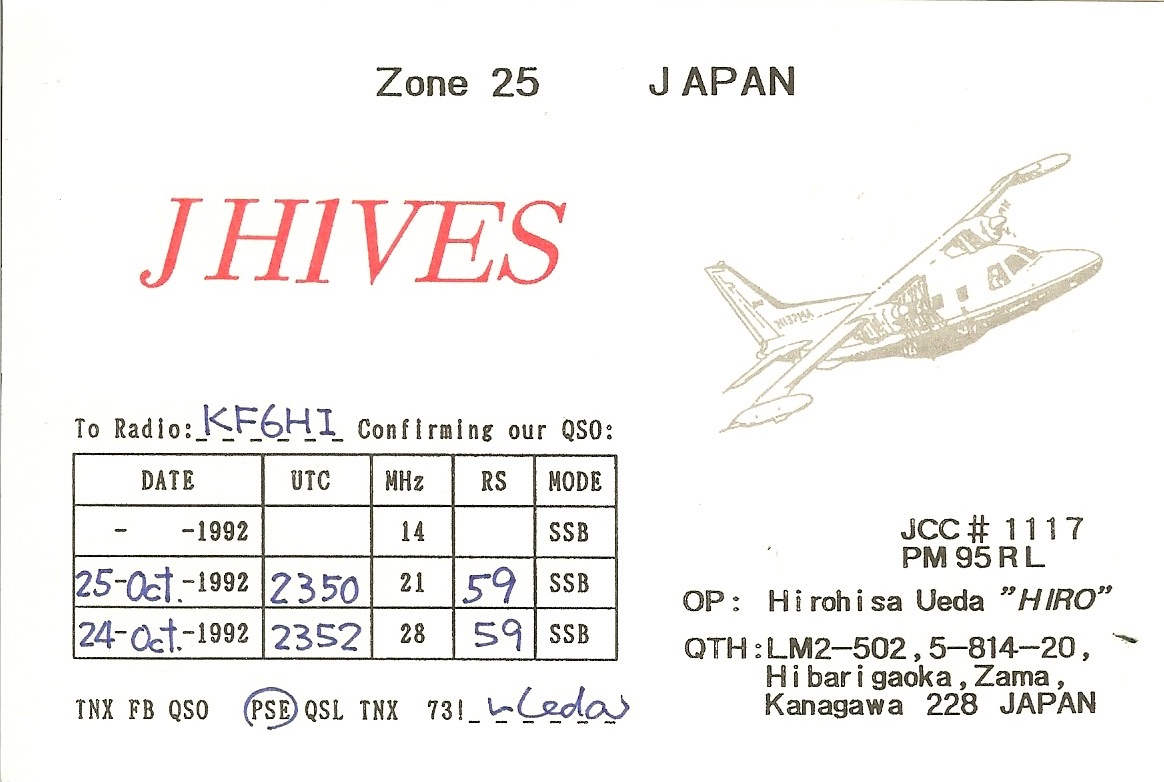 Zone 25 JAPAN
JH1VES
To Radio: KF6HI Confirming our QSO:
DATE UTC MHz RS MODE
- -1992 14 SSB
25-Oct.-1992 2350 21 59 SSB
24-Oct.-1992 2352 28 59 SSB
TNX FB QSO PSE QSL TNX 73!
JCC# 1117
PM95RL
OP: Hirohisa Ueda "HIRO"
QTH:LM2-502,5-814-20,
Hibarigaoka,Zama,
Kanagawa 228 JAPAN